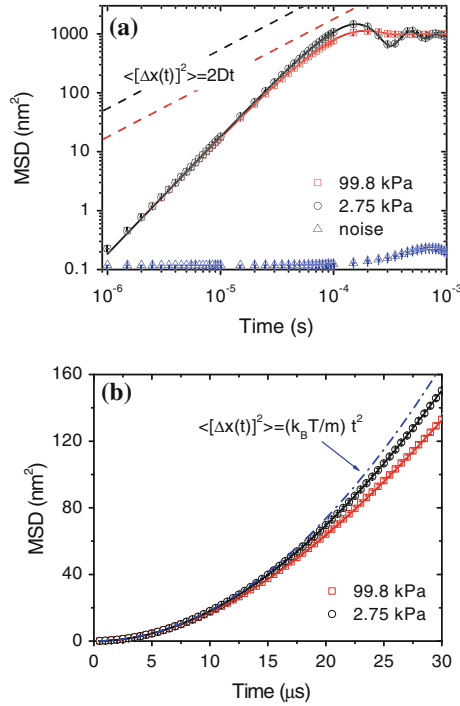 (a)
1000
100
10
1
0.1
MSD (nm²)
<[Δx(t)]²>=2Dt
99.8 kPa
2.75 kPa
noise
10⁻⁶
10⁻⁵
10⁻⁴
10⁻³
Time (s)
(b)
160
120
80
40
0
MSD (nm²)
<[Δx(t)]²>=(k_BT/m) t²
99.8 kPa
2.75 kPa
0 5 10 15 20 25 30
Time (μs)